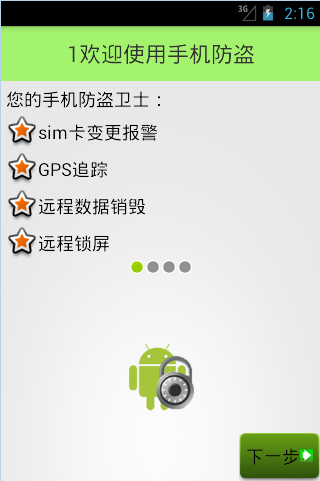 3G 2:16
1欢迎使用手机防盗
您的手机防盗卫士：
sim卡变更报警
GPS追踪
远程数据销毁
远程锁屏
下一步